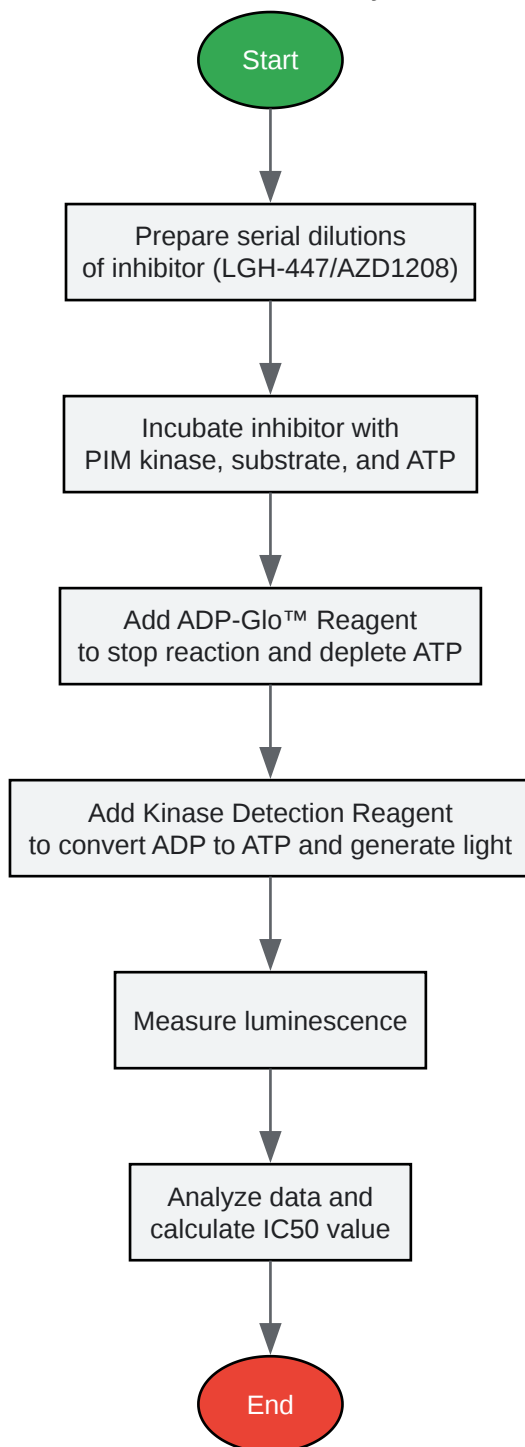 Start
Prepare serial dilutions
of inhibitor (LGH-447/AZD1208)
Incubate inhibitor with
PIM kinase, substrate, and ATP
Add ADP-Glo™ Reagent
to stop reaction and deplete ATP
Add Kinase Detection Reagent
to convert ADP to ATP and generate light
Measure luminescence
Analyze data and
calculate IC50 value
End